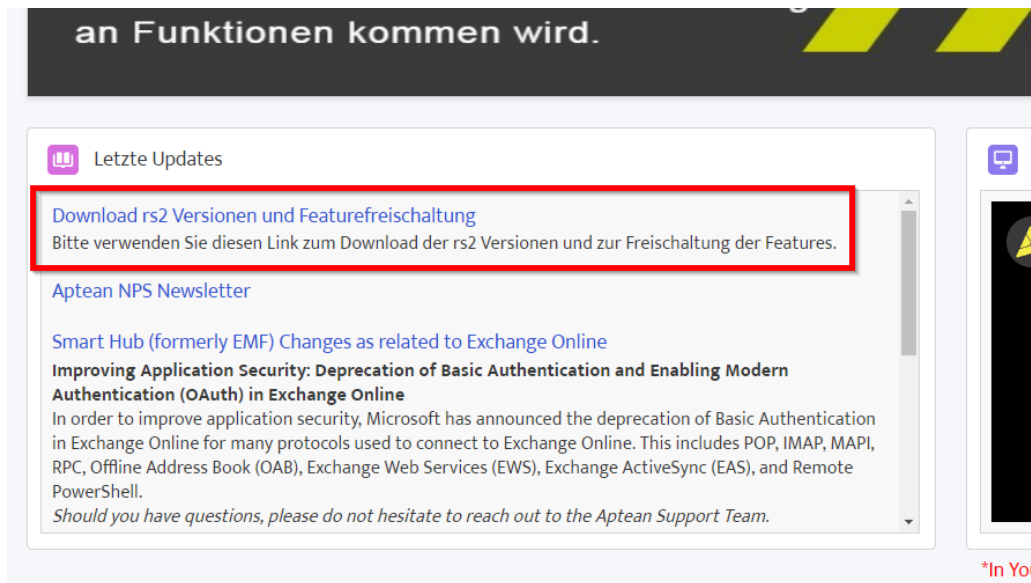 an Funktionen kommen wird.
Letzte Updates
Download rs2 Versionen und Featurefreischaltung
Bitte verwenden Sie diesen Link zum Download der rs2 Versionen und zur Freischaltung der Features.
Aptean NPS Newsletter
Smart Hub (formerly EMF) Changes as related to Exchange Online
Improving Application Security: Deprecation of Basic Authentication and Enabling Modern
Authentication (OAuth) in Exchange Online
In order to improve application security, Microsoft has announced the deprecation of Basic Authentication
in Exchange Online for many protocols used to connect to Exchange Online. This includes POP, IMAP, MAPI,
RPC, Offline Address Book (OAB), Exchange Web Services (EWS), Exchange ActiveSync (EAS), and Remote
PowerShell.
Should you have questions, please do not hesitate to reach out to the Aptean Support Team.
*In